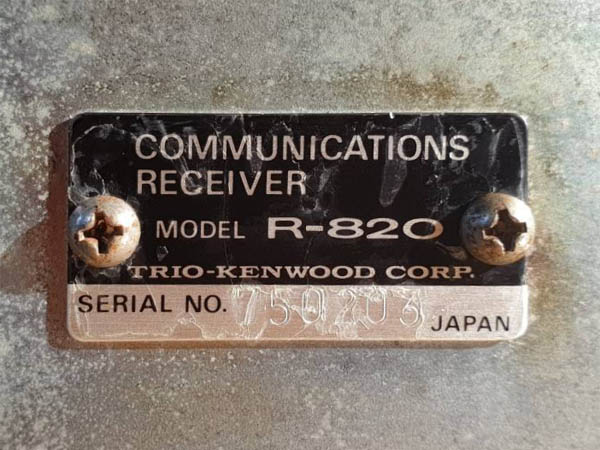 COMMUNICATIONS
RECEIVER
MODEL R-820
TRIO-KENWOOD CORP.
SERIAL NO. 750203
JAPAN